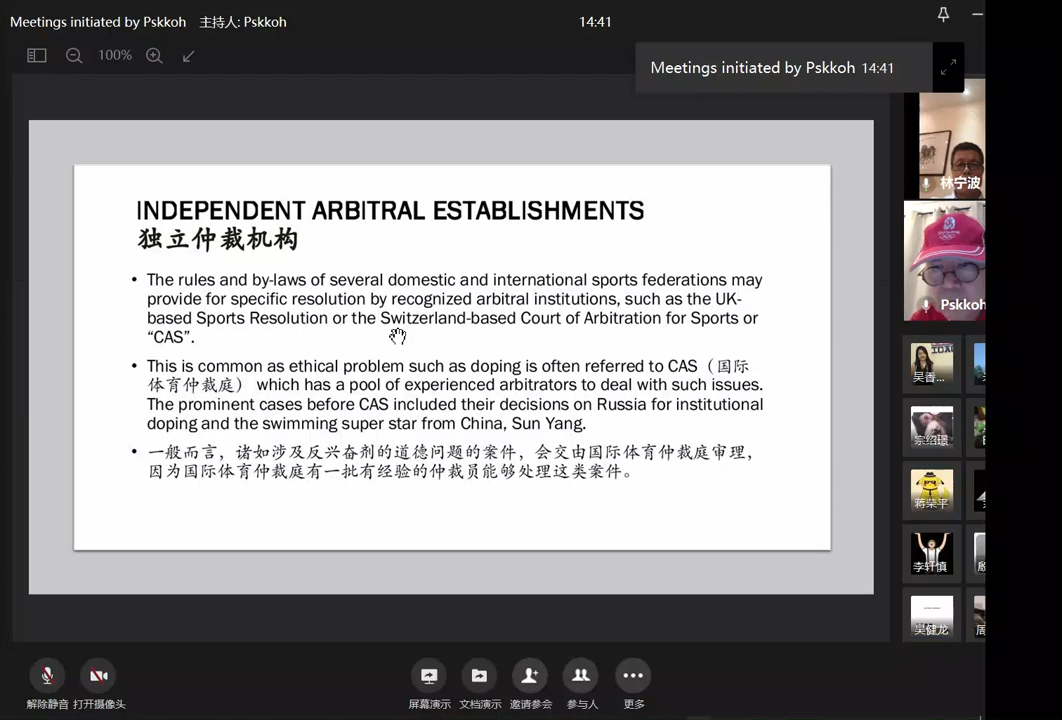 Meetings initiated by Pskkoh 主持人: Pskkoh
14:41
100%
Meetings initiated by Pskkoh 14:41
INDEPENDENT ARBITRAL ESTABLISHMENTS
独立仲裁机构
• The rules and by-laws of several domestic and international sports federations may
provide for specific resolution by recognized arbitral institutions, such as the UK-
based Sports Resolution or the Switzerland-based Court of Arbitration for Sports or
“CAS”.
• This is common as ethical problem such as doping is often referred to CAS（国际
体育仲裁庭） which has a pool of experienced arbitrators to deal with such issues.
The prominent cases before CAS included their decisions on Russia for institutional
doping and the swimming super star from China, Sun Yang.
• 一般而言，诸如涉及反兴奋剂的道德问题的案件，会交由国际体育仲裁庭审理，
因为国际体育仲裁庭有一批有经验的仲裁员能够处理这类案件。
林宁波
Pskkoh
吴香...
宗绍璟
蒋荣平
李轩慎
吴健龙
周
解除静音
打开摄像头
屏幕演示
文档演示
邀请参会
参与人
更多